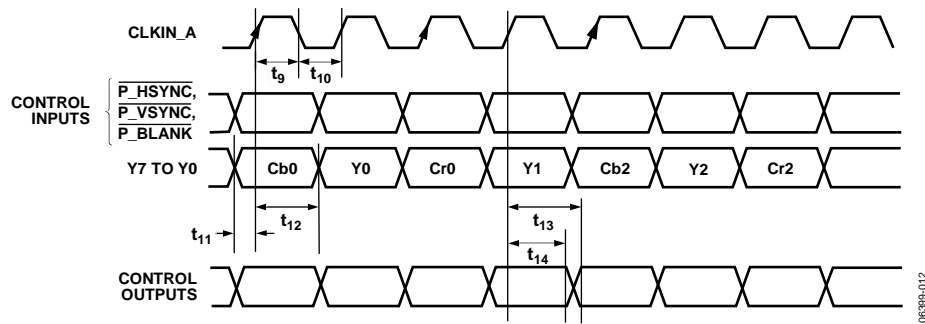 CLKIN_A
t9
t10
CONTROL
INPUTS
P_HSYNC,
P_VSYNC,
P_BLANK
Y7 TO Y0
Cb0
Y0
Cr0
Y1
Cb2
Y2
Cr2
t12
t13
t11
t14
CONTROL
OUTPUTS
06399-012